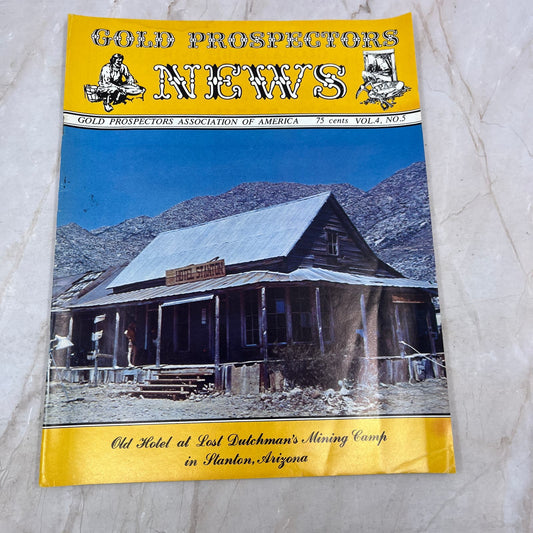 GOLD PROSPECTORS
NEWS
GOLD PROSPECTORS ASSOCIATION OF AMERICA 75 cents VOL.4, NO.5
HOTEL STANTON
Old Hotel at Lost Dutchman's Mining Camp
in Stanton, Arizona